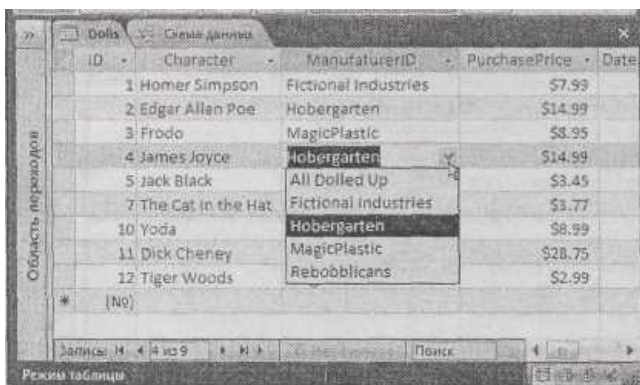 Dolls Схема данных
ID Character ManufaturerID PurchasePrice Date
1 Homer Simpson Fictional Industries $7.99
2 Edgar Allan Poe Hobergarten $14.99
3 Frodo MagicPlastic $8.95
4 James Joyce Hobergarten $14.99
5 Jack Black All Dolled Up $3.45
7 The Cat in the Hat Fictional Industries $3.77
10 Yoda Hobergarten $8.99
11 Dick Cheney MagicPlastic $28.75
12 Tiger Woods Rebobblicans $2.99
* (№)
Область переходов
Записи: 4 из 9 Поиск
Режим таблицы